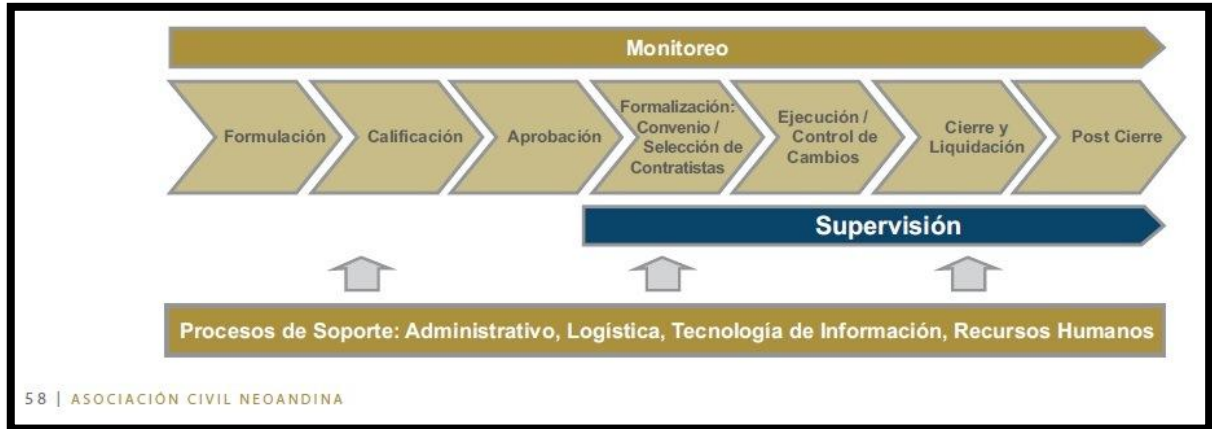 Monitoreo
Formulación
Calificación
Aprobación
Formalización:
Convenio /
Selección de
Contratistas
Ejecución /
Control de
Cambios
Cierre y
Liquidación
Post Cierre
Supervisión
Procesos de Soporte: Administrativo, Logística, Tecnología de Información, Recursos Humanos
58 | ASOCIACIÓN CIVIL NEOANDINA